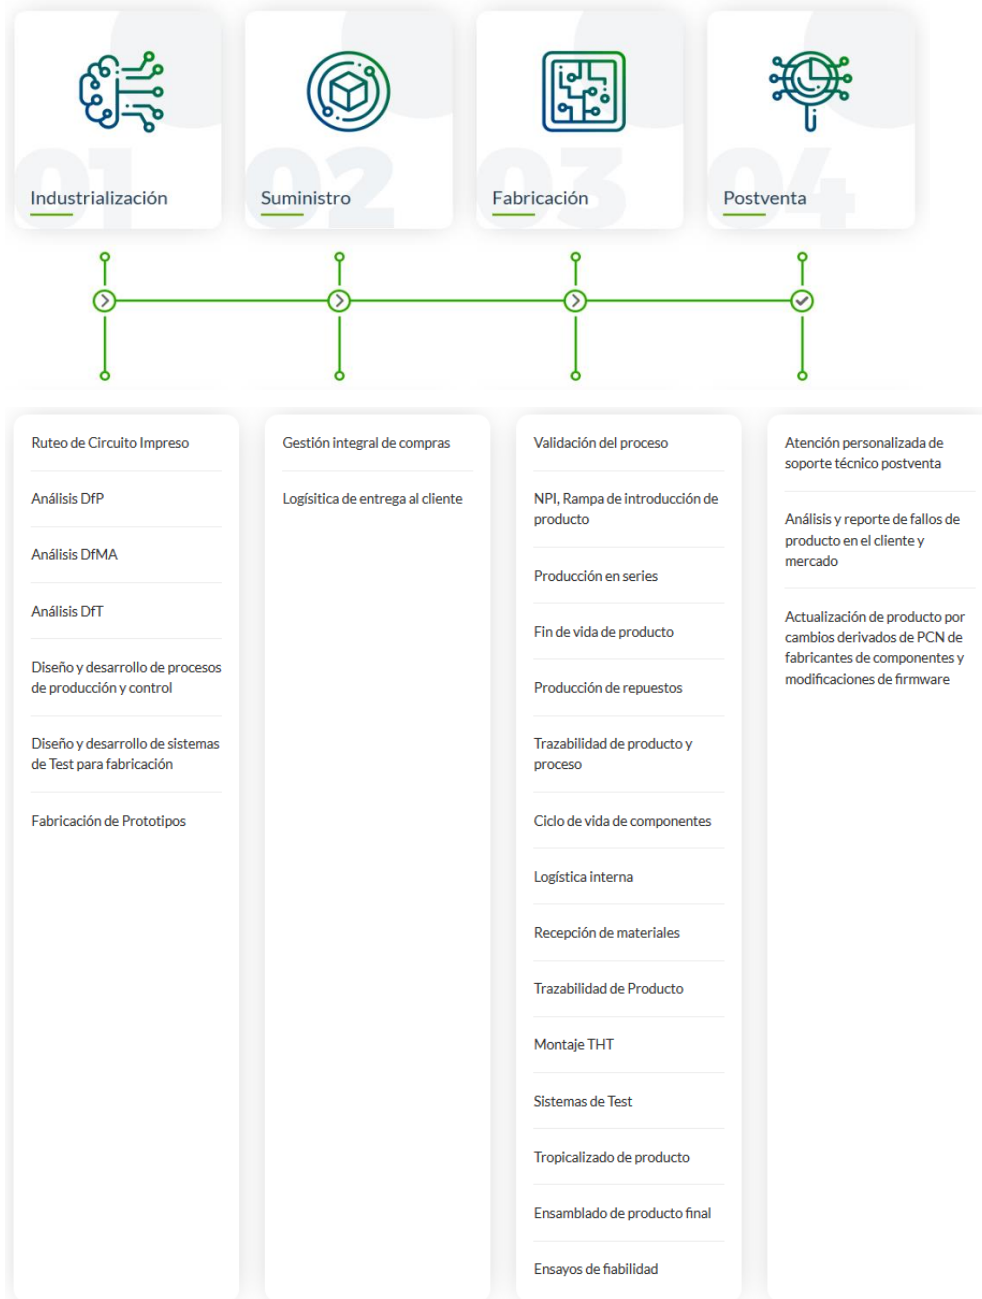 01
Industrialización
02
Suministro
03
Fabricación
04
Postventa
Ruteo de Circuito Impreso
Análisis DfP
Análisis DfMA
Análisis DfT
Diseño y desarrollo de procesos
de producción y control
Diseño y desarrollo de sistemas
de Test para fabricación
Fabricación de Prototipos
Gestión integral de compras
Logísitica de entrega al cliente
Validación del proceso
NPI, Rampa de introducción de
producto
Producción en series
Fin de vida de producto
Producción de repuestos
Trazabilidad de producto y
proceso
Ciclo de vida de componentes
Logística interna
Recepción de materiales
Trazabilidad de Producto
Montaje THT
Sistemas de Test
Tropicalizado de producto
Ensamblado de producto final
Ensayos de fiabilidad
Atención personalizada de
soporte técnico postventa
Análisis y reporte de fallos de
producto en el cliente y
mercado
Actualización de producto por
cambios derivados de PCN de
fabricantes de componentes y
modificaciones de firmware